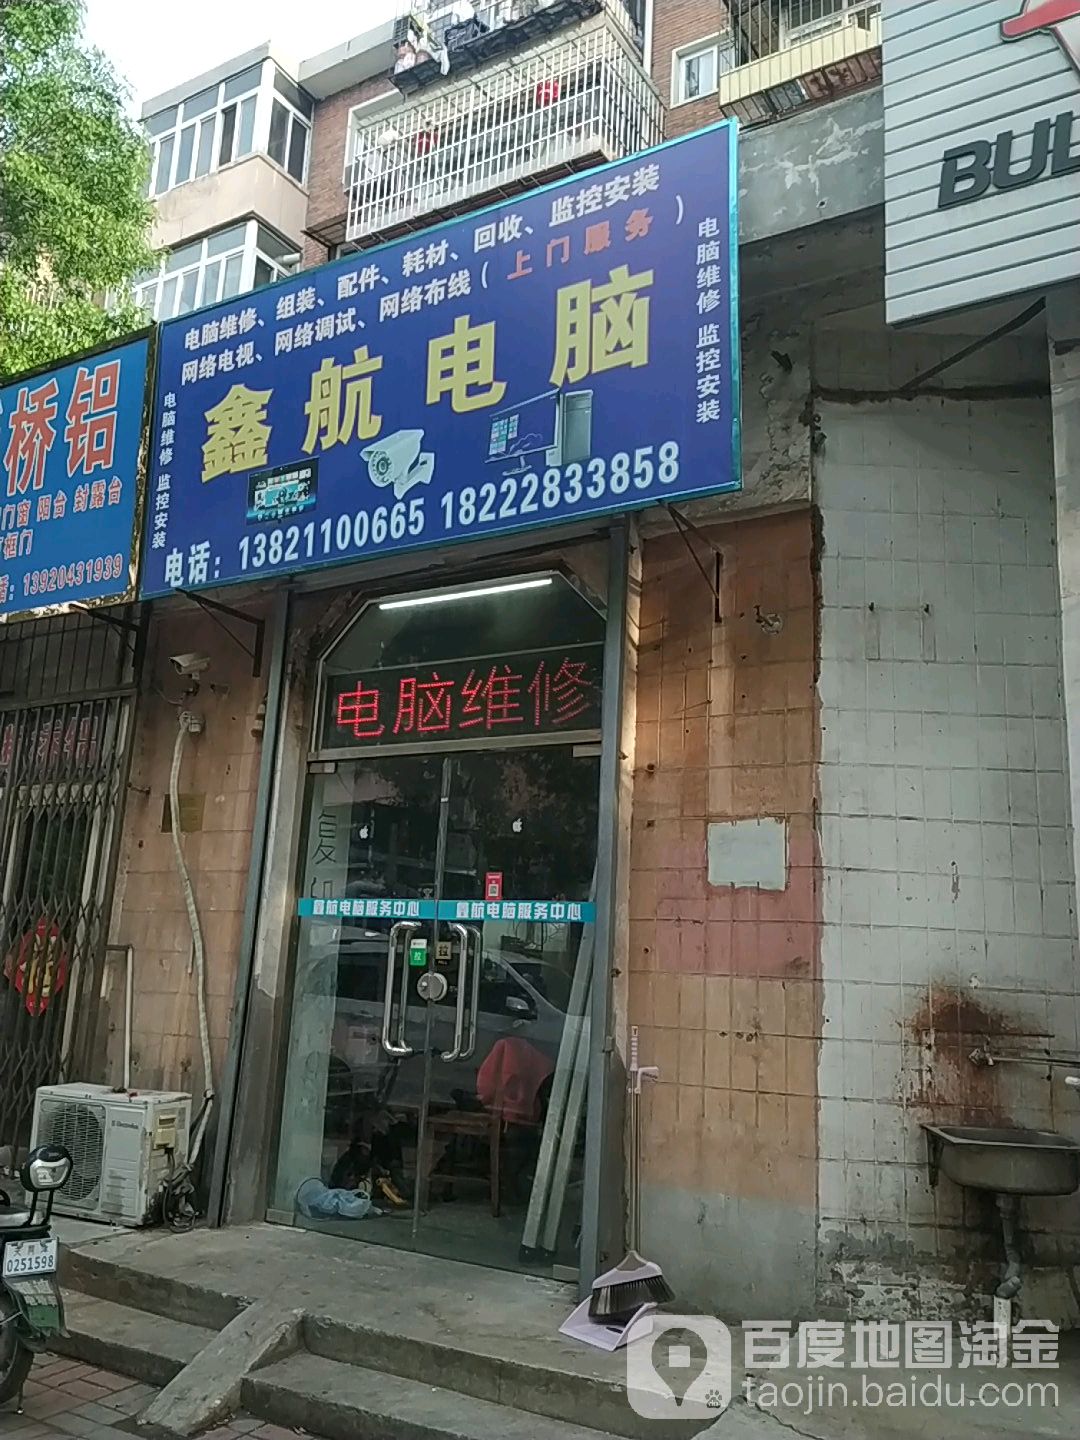 BUL
电脑维修、组装、配件、耗材、回收、监控安装
网络电视、网络调试、网络布线(上门服务)
鑫航电脑
电脑维修 监控安装
电脑维修 监控安装
电话：13821100665 18222833858
桥铝
门窗 阳台 封露台
框门
话：13920431939
电脑维修
鑫航电脑服务中心 鑫航电脑服务中心
拉 拉
0251598
百度地图淘金
taojin.baidu.com